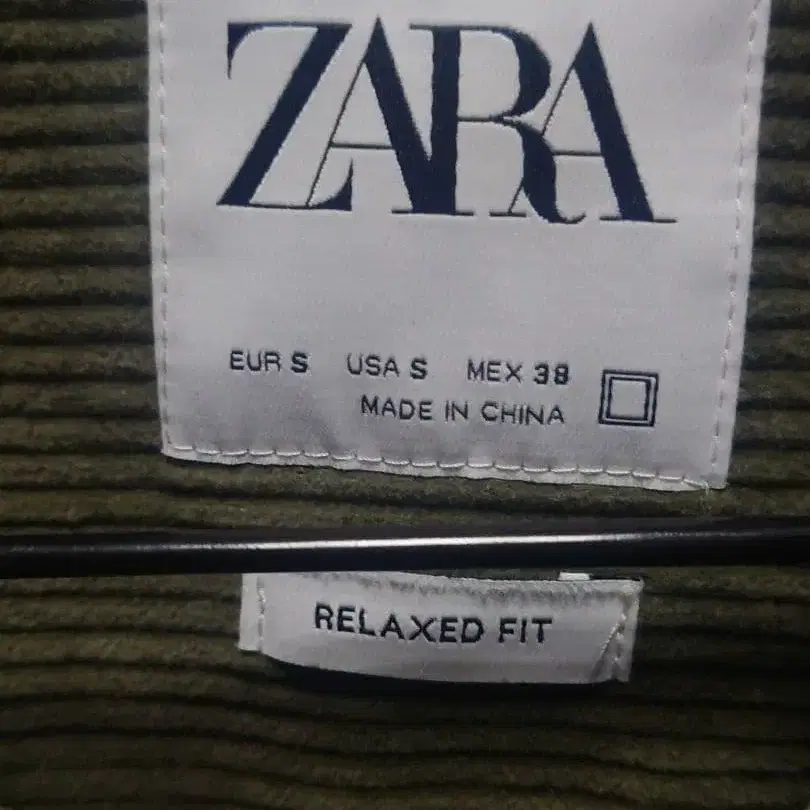 ZARA
EUR S USA S MEX 38
MADE IN CHINA
RELAXED FIT